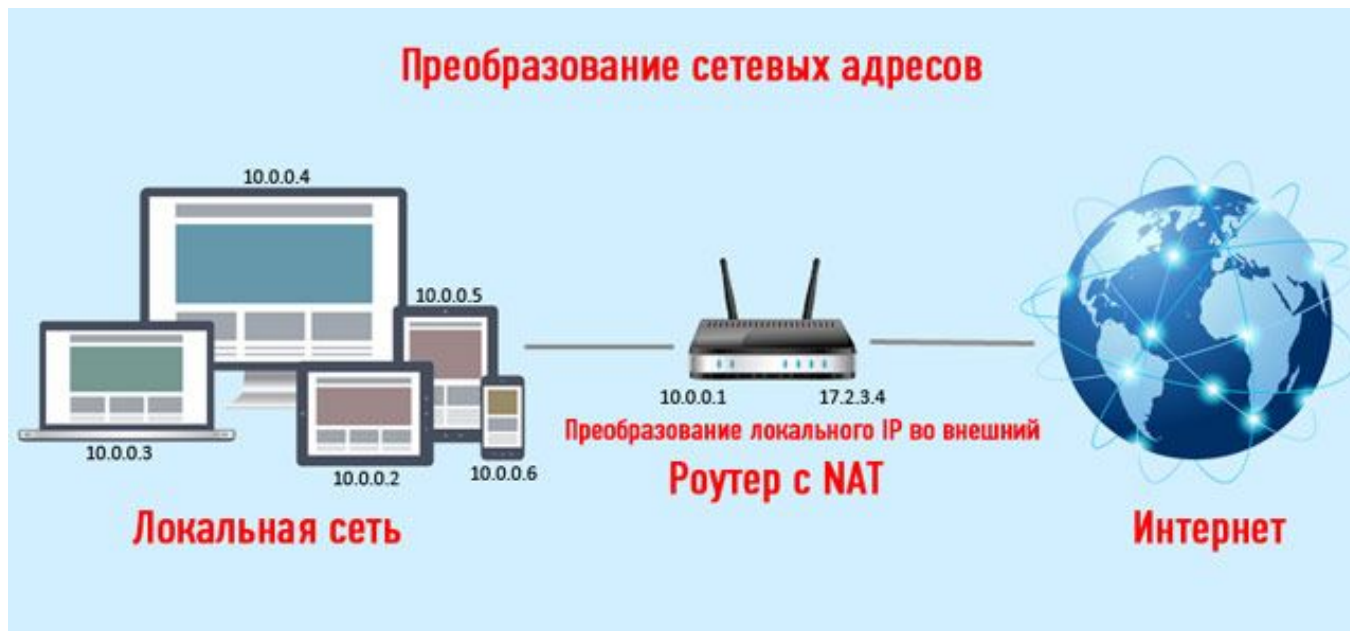 Преобразование сетевых адресов
10.0.0.4
10.0.0.5
10.0.0.3
10.0.0.2
10.0.0.6
10.0.0.1
17.2.3.4
Преобразование локального IP во внешний
Роутер с NAT
Локальная сеть
Интернет